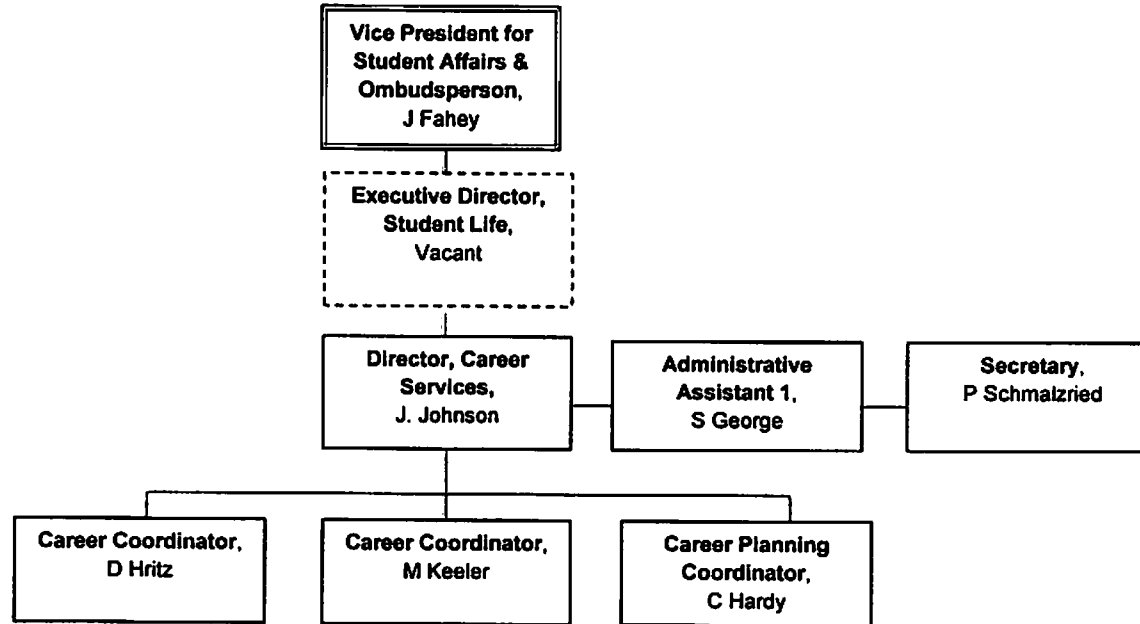 Vice President for
Student Affairs &
Ombudsperson,
J Fahey
Executive Director,
Student Life,
Vacant
Director, Career
Services,
J. Johnson
Administrative
Assistant 1,
S George
Secretary,
P Schmalzried
Career Coordinator,
D Hritz
Career Coordinator,
M Keeler
Career Planning
Coordinator,
C Hardy